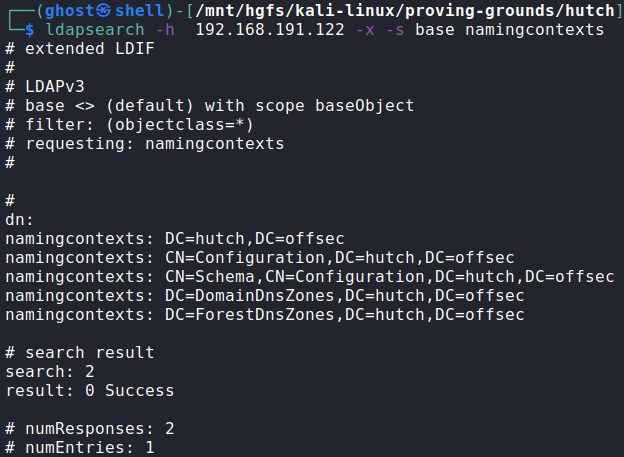 ┌──(ghost㉿shell)-[/mnt/hgfs/kali-linux/proving-grounds/hutch]
└─$ ldapsearch -h  192.168.191.122 -x -s base namingcontexts
# extended LDIF
#
# LDAPv3
# base <> (default) with scope baseObject
# filter: (objectclass=*)
# requesting: namingcontexts
#

#
dn:
namingcontexts: DC=hutch,DC=offsec
namingcontexts: CN=Configuration,DC=hutch,DC=offsec
namingcontexts: CN=Schema,CN=Configuration,DC=hutch,DC=offsec
namingcontexts: DC=DomainDnsZones,DC=hutch,DC=offsec
namingcontexts: DC=ForestDnsZones,DC=hutch,DC=offsec

# search result
search: 2
result: 0 Success

# numResponses: 2
# numEntries: 1